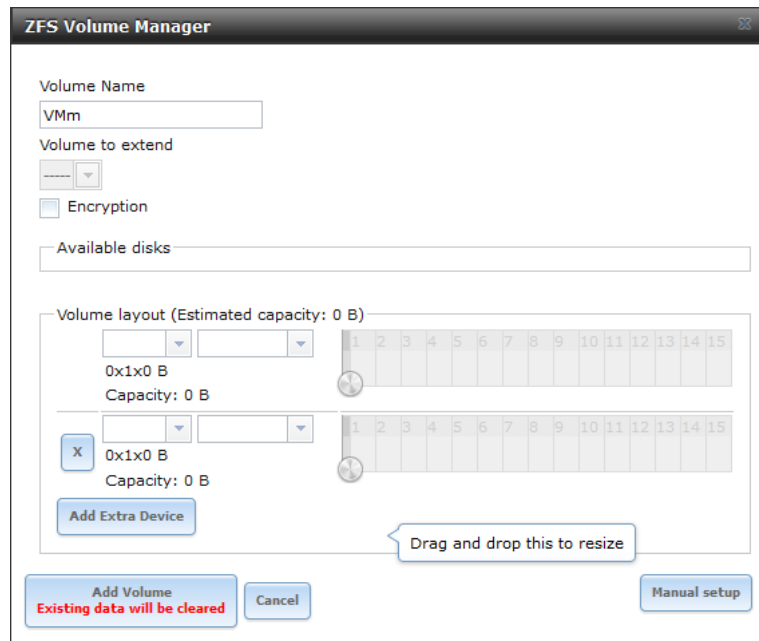 ZFS Volume Manager
Volume Name
VMm
Volume to extend
-----
Encryption
Available disks
Volume layout (Estimated capacity: 0 B)
1 2 3 4 5 6 7 8 9 10 11 12 13 14 15
0x1x0 B
Capacity: 0 B
1 2 3 4 5 6 7 8 9 10 11 12 13 14 15
X
0x1x0 B
Capacity: 0 B
Add Extra Device
Drag and drop this to resize
Add Volume
Existing data will be cleared
Cancel
Manual setup